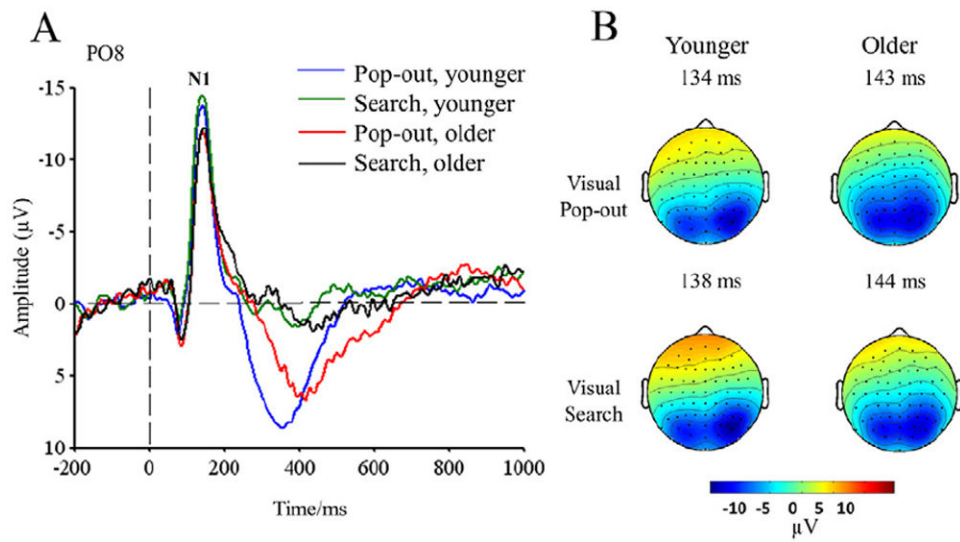 A
PO8
N1
Pop-out, younger
Search, younger
Pop-out, older
Search, older
-15
-10
-5
0
5
10
Amplitude (µV)
-200
0
200
400
600
800
1000
Time/ms
B
Younger
Older
134 ms
143 ms
Visual
Pop-out
138 ms
144 ms
Visual
Search
-10 -5 0 5 10
µV